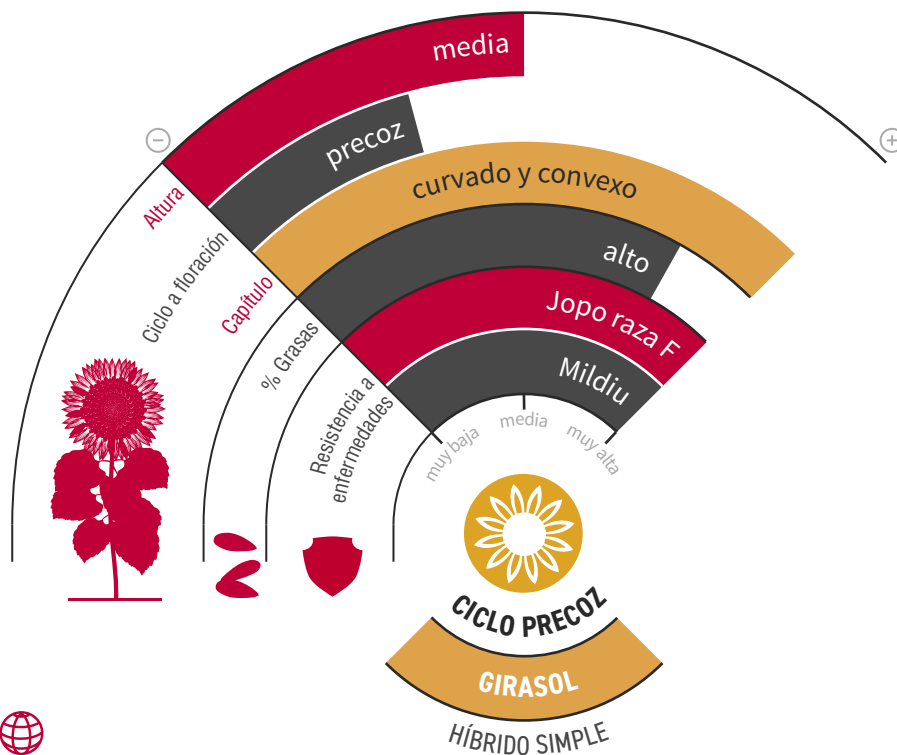 media
precoz
curvado y convexo
alto
Jopo raza F
Mildiu
−
+
Altura
Ciclo a floración
Capítulo
% Grasas
Resistencia a
enfermedades
muy baja
media
muy alta
CICLO PRECOZ
GIRASOL
HÍBRIDO SIMPLE